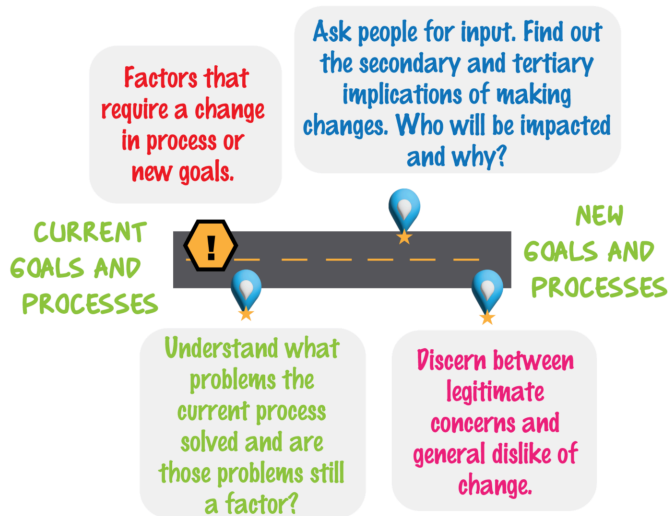 Factors that
require a change
in process or
new goals.
Ask people for input. Find out
the secondary and tertiary
implications of making
changes. Who will be impacted
and why?
CURRENT
GOALS AND
PROCESSES
!
NEW
GOALS AND
PROCESSES
Understand what
problems the
current process
solved and are
those problems still
a factor?
Discern between
legitimate
concerns and
general dislike of
change.